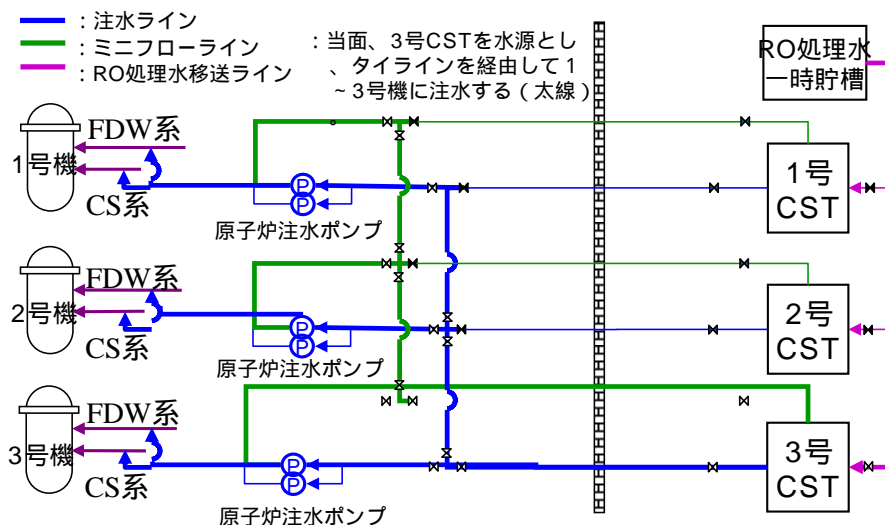 ：注水ライン
：ミニフローライン
：RO処理水移送ライン
：当面、3号CSTを水源とし
、タイラインを経由して1
~3号機に注水する（太線）
RO処理水
一時貯槽
FDW系
1号機
CS系
P
P
原子炉注水ポンプ
1号
CST
FDW系
2号機
CS系
P
P
原子炉注水ポンプ
2号
CST
FDW系
3号機
CS系
P
P
原子炉注水ポンプ
3号
CST